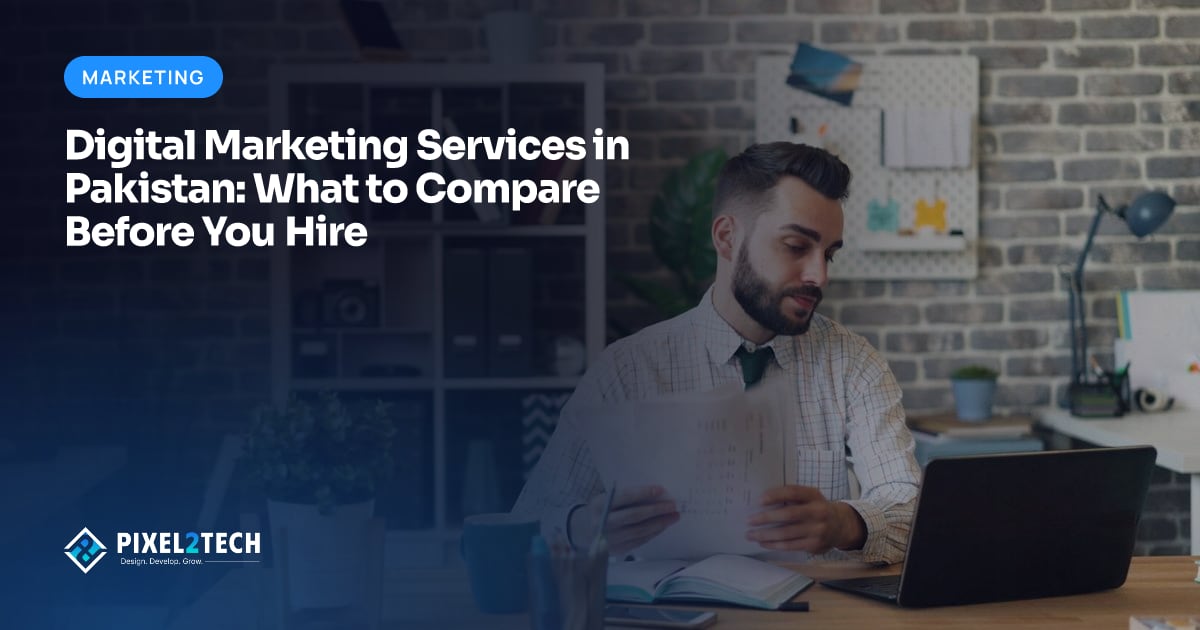 MARKETING
Digital Marketing Services in
Pakistan: What to Compare
Before You Hire
PIXEL2TECH
Design. Develop. Grow.